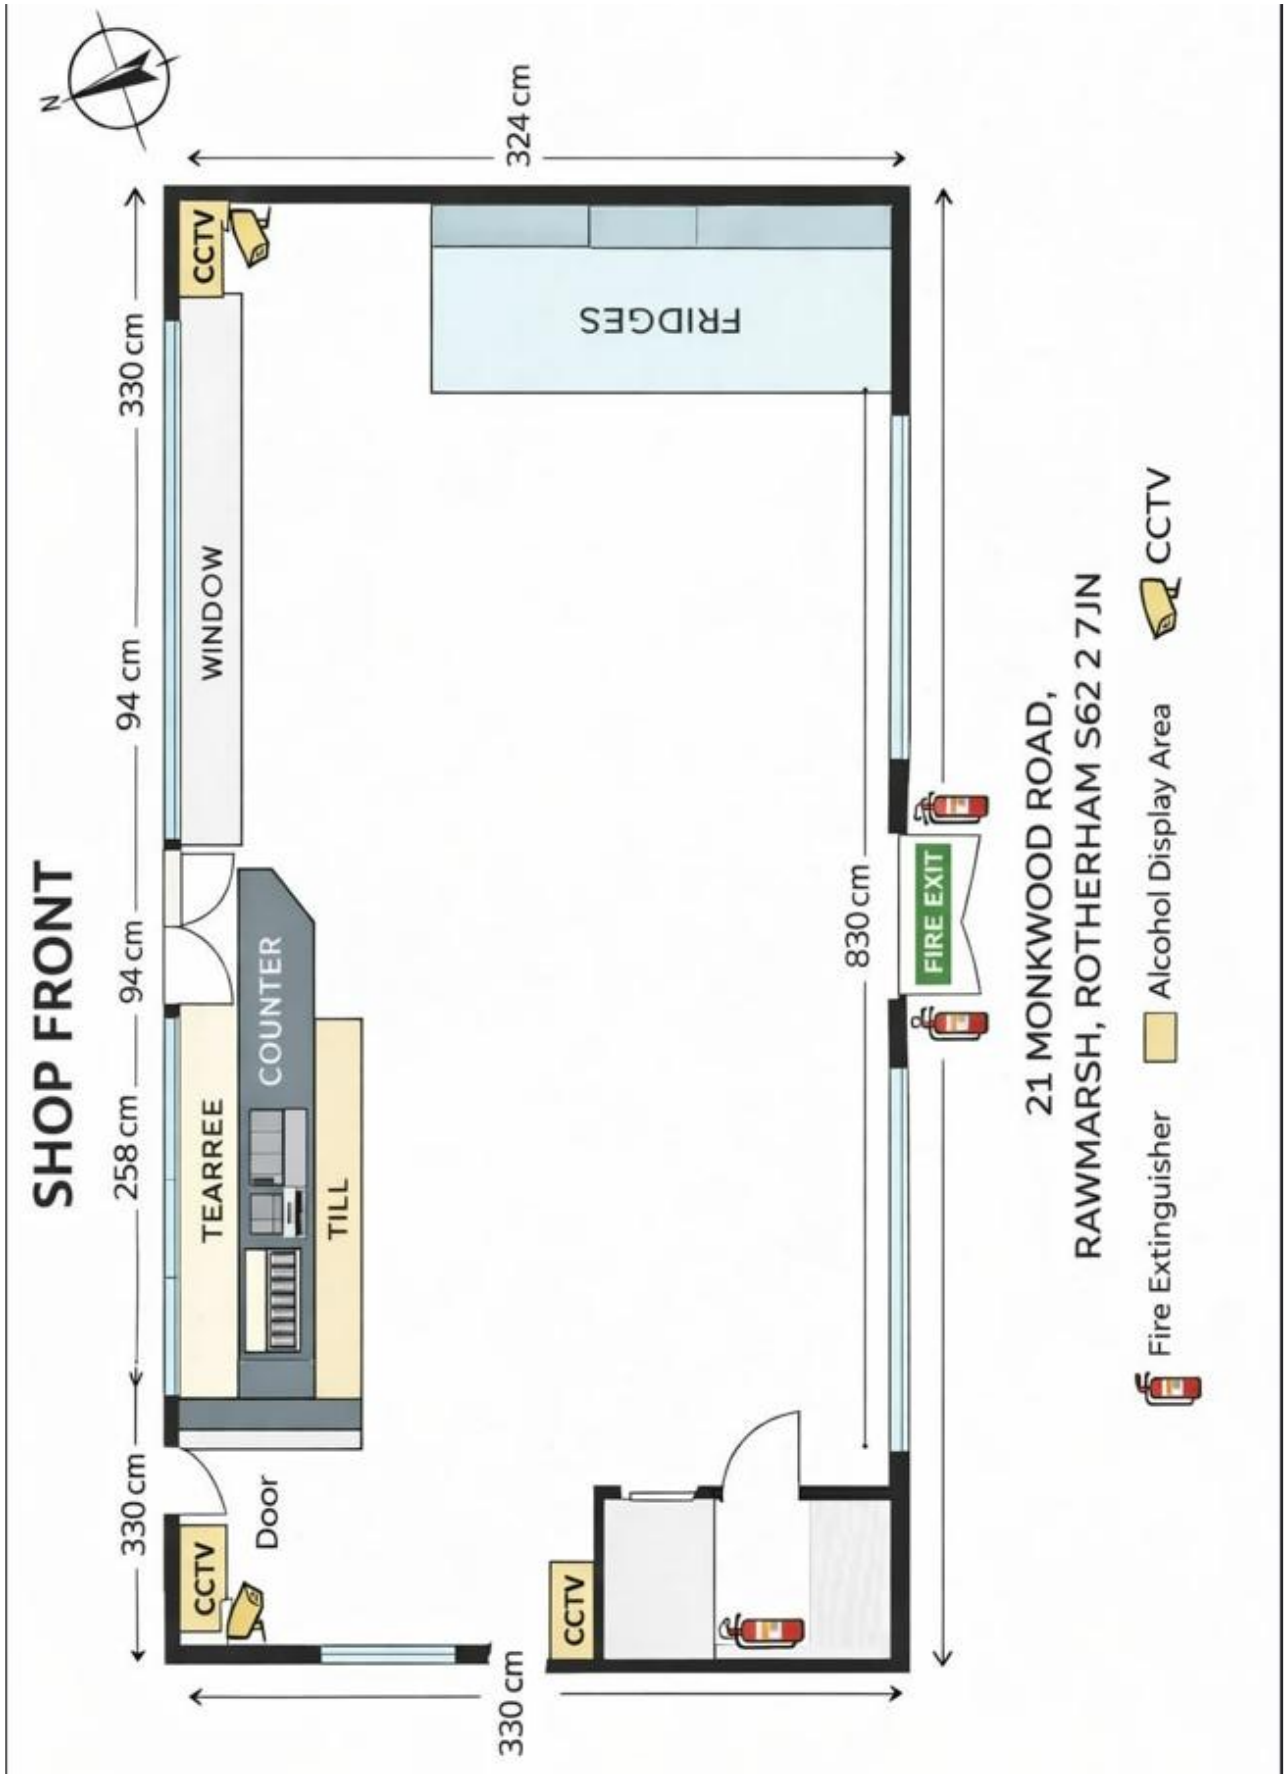 SHOP FRONT
330 cm
258 cm
94 cm
94 cm
330 cm
N
CCTV
Door
TEARREE
COUNTER
TILL
WINDOW
CCTV
324 cm
FRIDGES
CCTV
330 cm
830 cm
FIRE EXIT
21 MONKWOOD ROAD,
RAWMARSH, ROTHERHAM S62 2 7JN
Fire Extinguisher
Alcohol Display Area
CCTV